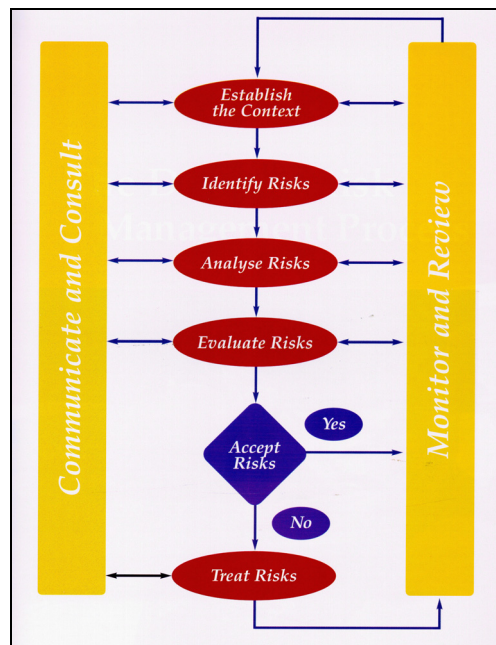 Establish
the Context
Identify Risks
Analyse Risks
Evaluate Risks
Accept
Risks
Yes
No
Treat Risks
Communicate and Consult
Monitor and Review